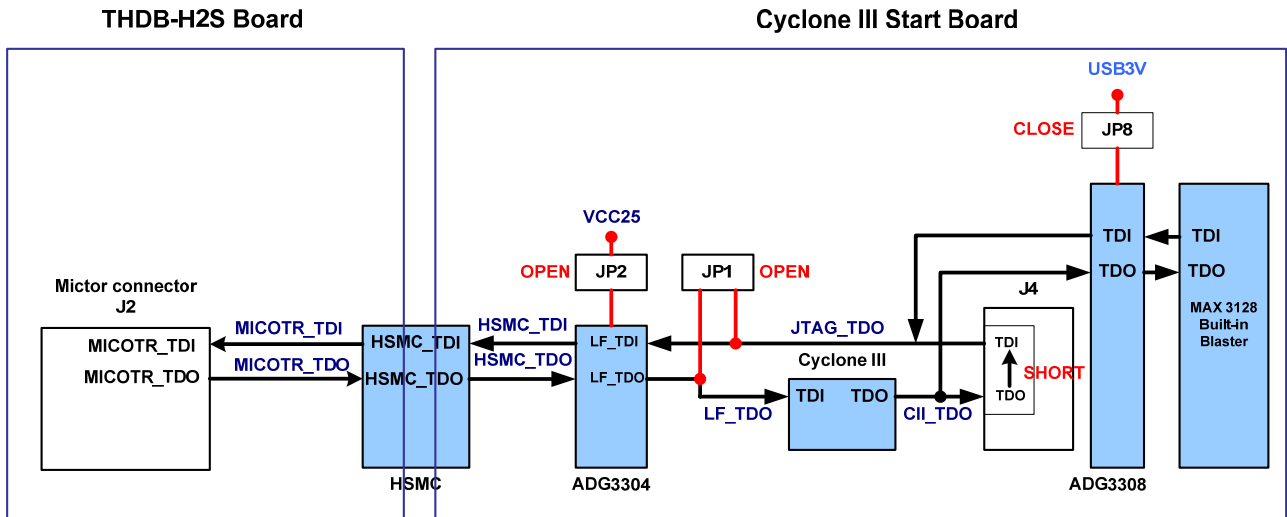 THDB-H2S Board
Cyclone III Start Board
USB3V
CLOSE
JP8
VCC25
OPEN
JP2
JP1
OPEN
TDI
TDO
TDI
TDO
MAX 3128
Built-in
Blaster
Mictor connector
J2
MICOTR_TDI
MICOTR_TDO
MICOTR_TDI
MICOTR_TDO
HSMC_TDI
HSMC_TDO
HSMC_TDI
HSMC_TDO
LF_TDI
LF_TDO
JTAG_TDO
Cyclone III
TDI
TDO
LF_TDO
CII_TDO
J4
TDI
SHORT
TDO
HSMC
ADG3304
ADG3308